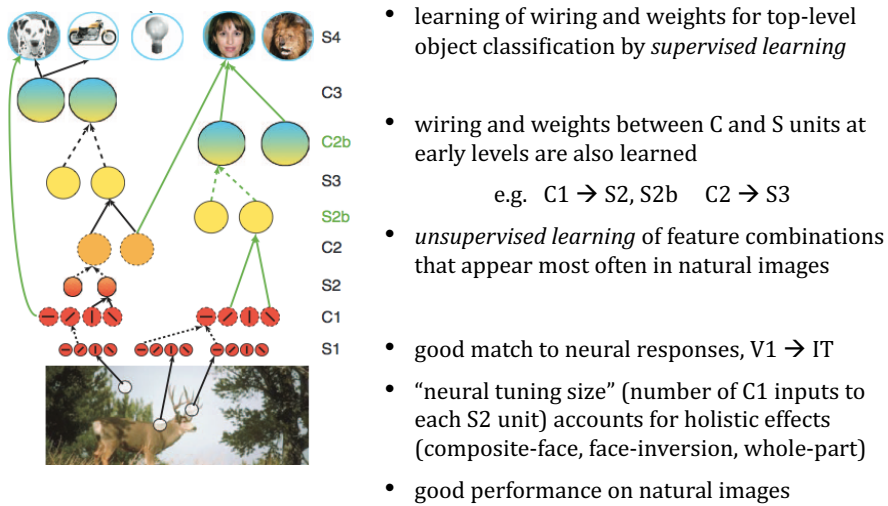 S4
C3
C2b
S3
S2b
C2
S2
C1
S1
• learning of wiring and weights for top-level
object classification by supervised learning
• wiring and weights between C and S units at
early levels are also learned
e.g. C1 → S2, S2b C2 → S3
• unsupervised learning of feature combinations
that appear most often in natural images
• good match to neural responses, V1 → IT
• “neural tuning size” (number of C1 inputs to
each S2 unit) accounts for holistic effects
(composite-face, face-inversion, whole-part)
• good performance on natural images